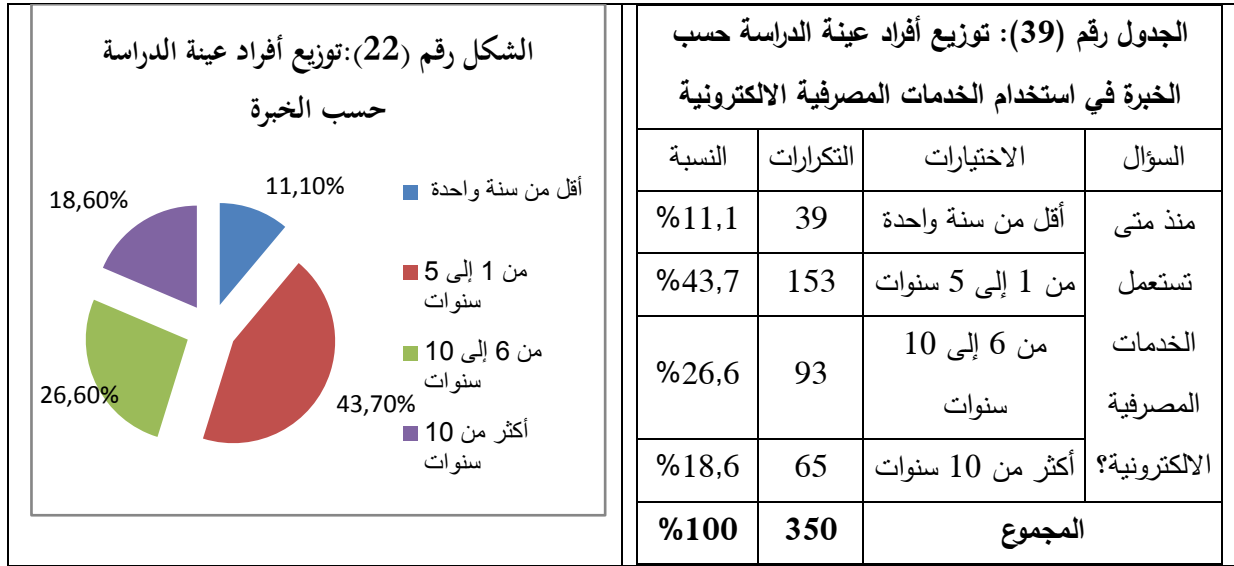 الجدول رقم (39): توزيع أفراد عينة الدراسة حسب
الخبرة في استخدام الخدمات المصرفية الالكترونية
السؤال الاختيارات التكرارات النسبة
منذ متى
تستعمل
الخدمات
المصرفية
الالكترونية؟
أقل من سنة واحدة 39 %11,1
من 1 إلى 5 سنوات 153 %43,7
من 6 إلى 10
سنوات
93 %26,6
أكثر من 10 سنوات 65 %18,6
المجموع 350 %100
الشكل رقم (22):توزيع أفراد عينة الدراسة
حسب الخبرة
11,10%
43,70%
26,60%
18,60%
أقل من سنة واحدة
من 1 إلى 5
سنوات
من 6 إلى 10
سنوات
أكثر من 10
سنوات